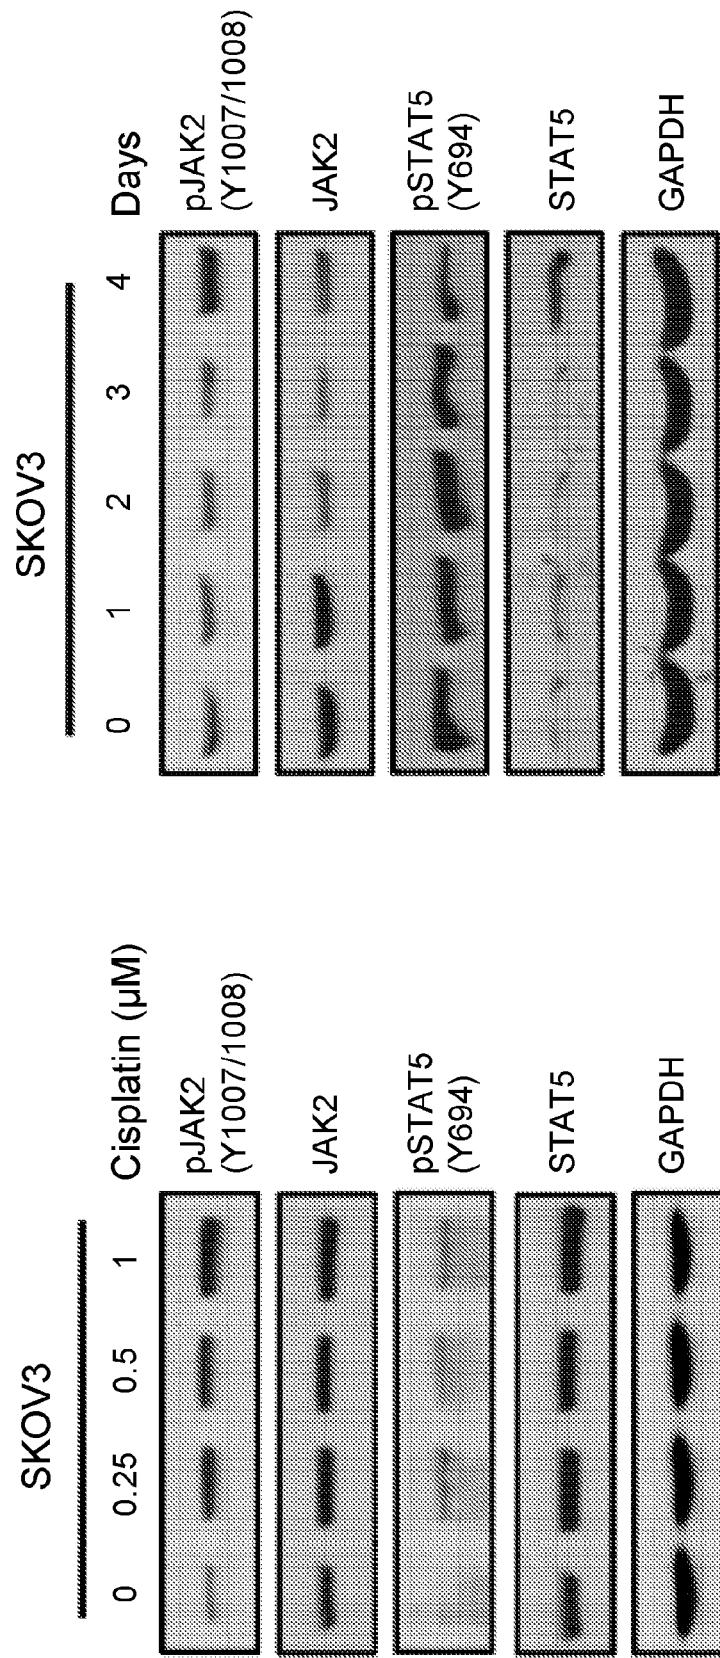 SKOV3
0 0.25 0.5 1 Cisplatin (µM)
pJAK2
(Y1007/1008)
JAK2
pSTAT5
(Y694)
STAT5
GAPDH
SKOV3
0 1 2 3 4 Days
pJAK2
(Y1007/1008)
JAK2
pSTAT5
(Y694)
STAT5
GAPDH